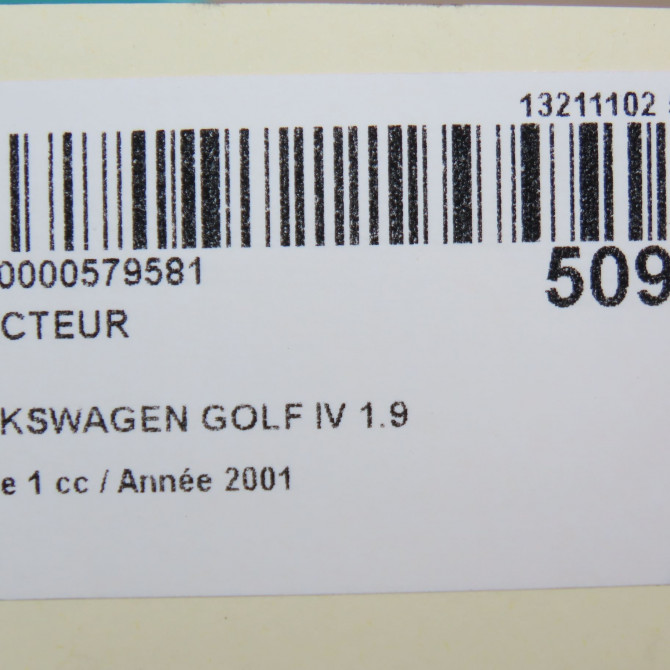 13211102
0000579581
509
CTEUR
KSWAGEN GOLF IV 1.9
e 1 cc / Année 2001